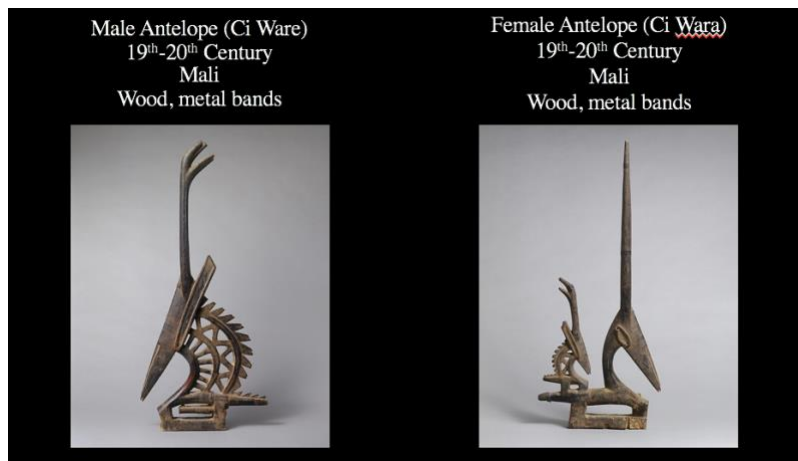 Male Antelope (Ci Ware)
19th-20th Century
Mali
Wood, metal bands
Female Antelope (Ci Wara)
19th-20th Century
Mali
Wood, metal bands